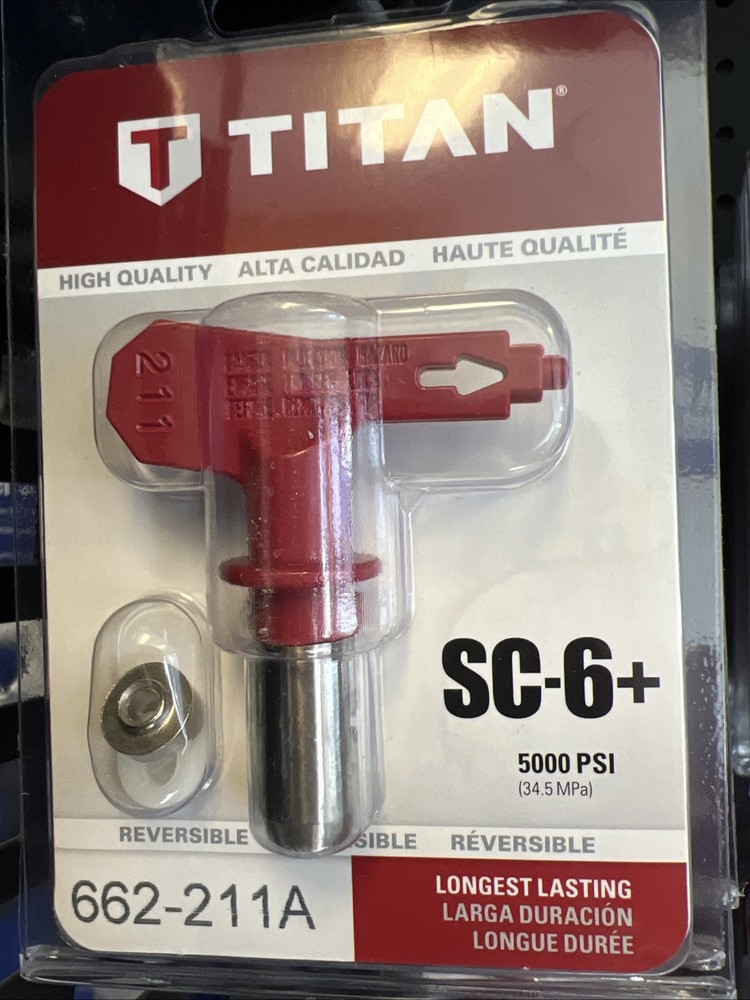 T TITAN®
HIGH QUALITY ALTA CALIDAD HAUTE QUALITÉ
211
HAZARD
SC-6+
5000 PSI
(34.5 MPa)
REVERSIBLE RÉVERSIBLE
662-211A
LONGEST LASTING
LARGA DURACIÓN
LONGUE DURÉE